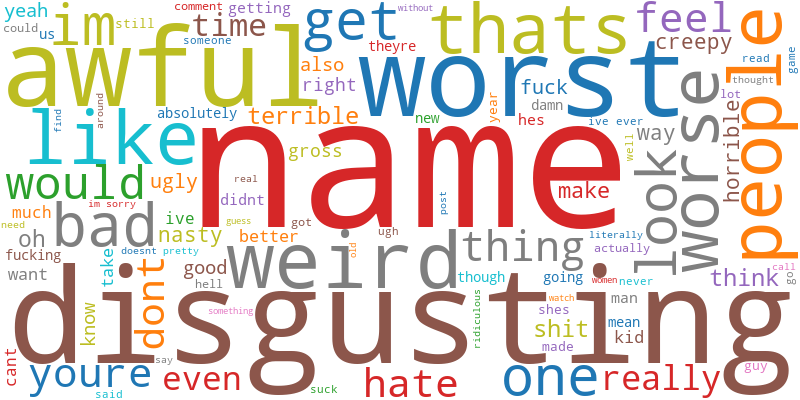 yeah
im
still
comment
getting
without
could
us
someone
time
get
thats
feel
people
awful
theyre
worst
creepy
read
game
also
right
fuck
damn
thought
lot
find
around
absolutely
terrible
new
year
hes
ive ever
way
like
name
horrible
well
gross
look
worse
would
ugly
real
make
im sorry
didnt
much
ive
post
literally
need
bad
guess
got
ugh
oh
nasty
better
old
thing
actually
doesnt
pretty
weird
fucking
want
take
good
hell
though
going
women
never
think
call
go
dont
disgusting
something
ridiculous
watch
man
shes
know
shit
mean
kid
say
made
cant
youre
even
hate
one
really
guy
said
suck